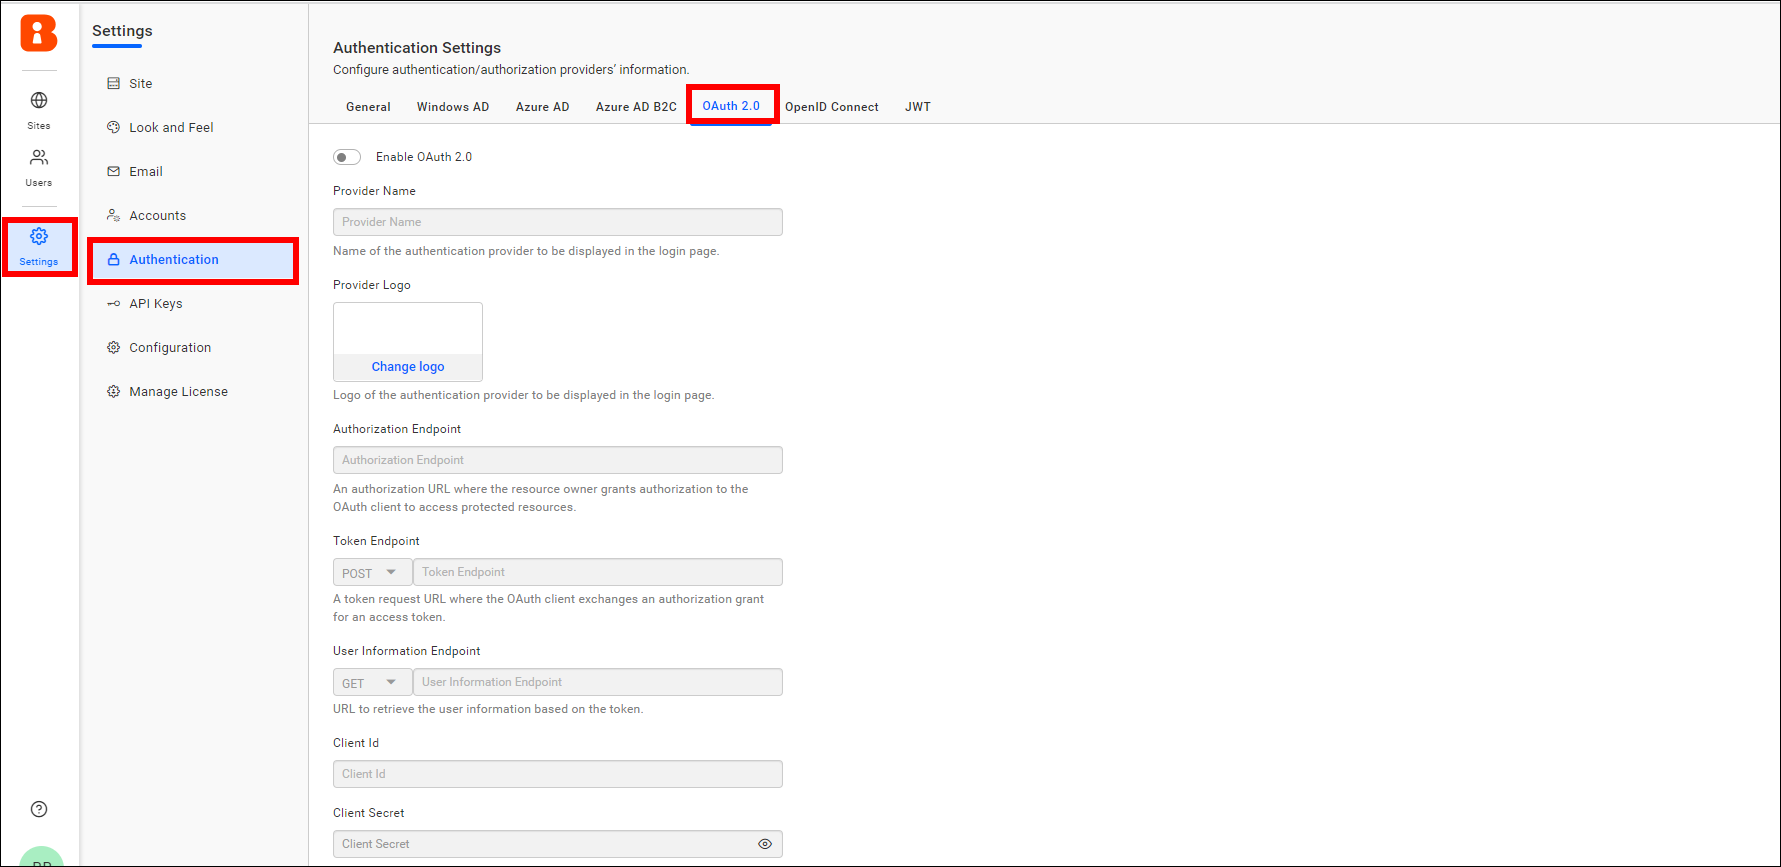 Sites
Users
Settings
Settings
Site
Look and Feel
Email
Accounts
Authentication
API Keys
Configuration
Manage License
Authentication Settings
Configure authentication/authorization providers' information.
General Windows AD Azure AD Azure AD B2C OAuth 2.0 OpenID Connect JWT
Enable OAuth 2.0
Provider Name
Provider Name
Name of the authentication provider to be displayed in the login page.
Provider Logo
Change logo
Logo of the authentication provider to be displayed in the login page.
Authorization Endpoint
Authorization Endpoint
An authorization URL where the resource owner grants authorization to the
OAuth client to access protected resources.
Token Endpoint
POST Token Endpoint
A token request URL where the OAuth client exchanges an authorization grant
for an access token.
User Information Endpoint
GET User Information Endpoint
URL to retrieve the user information based on the token.
Client Id
Client Id
Client Secret
Client Secret